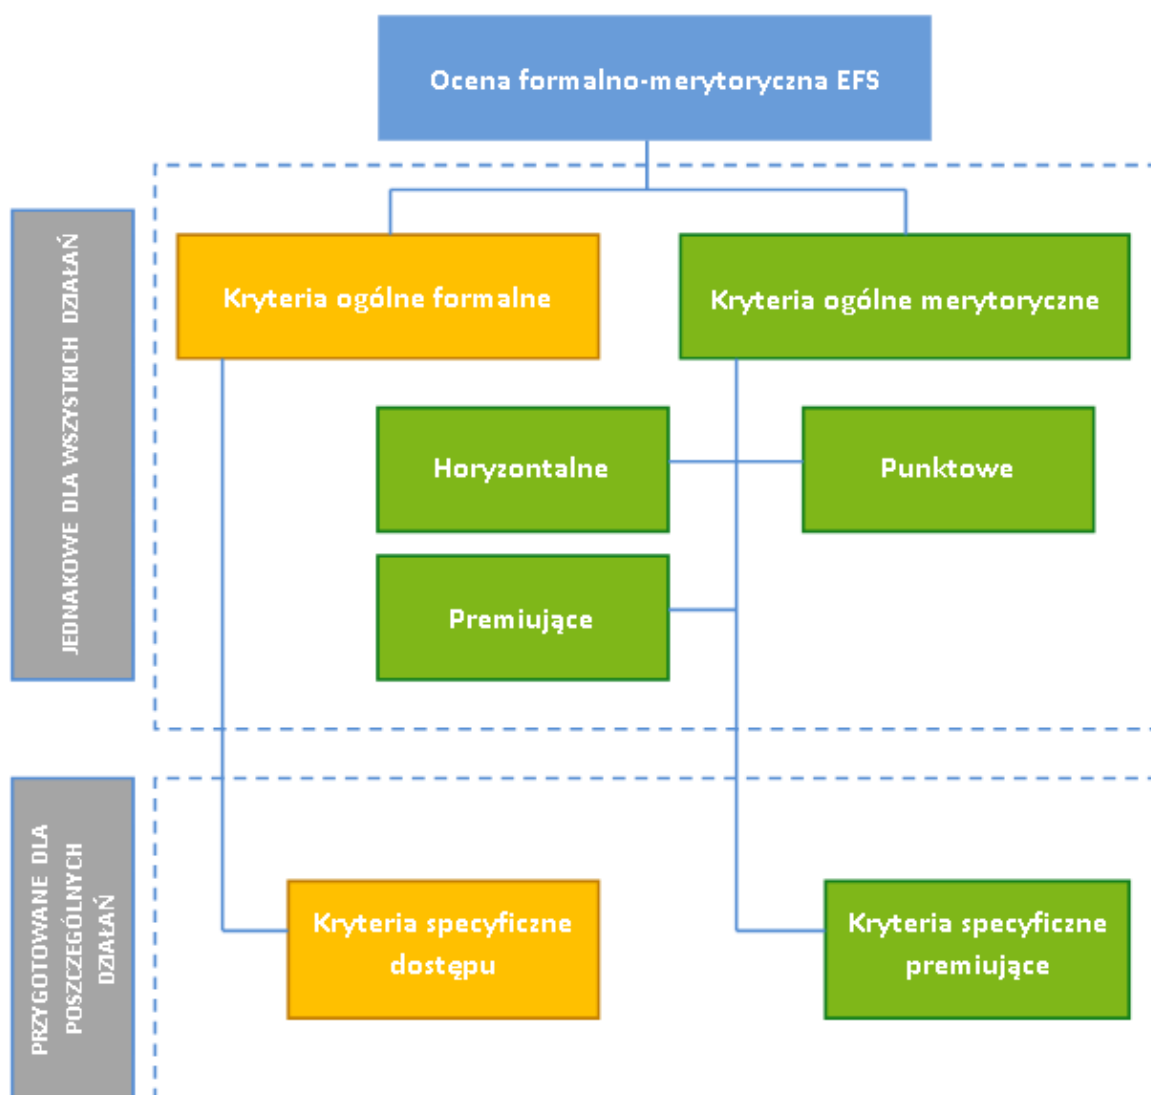 Ocena formalno-merytoryczna EFS
JEDNAKOWE DLA WSZYSTKICH DZIAŁAŃ
Kryteria ogólne formalne
Kryteria ogólne merytoryczne
Horyzontalne
Punktowe
Premiujące
PRZYGOTOWANE DLA
POSZCZEGÓLNYCH
DZIAŁAŃ
Kryteria specyficzne
dostępu
Kryteria specyficzne
premiujące